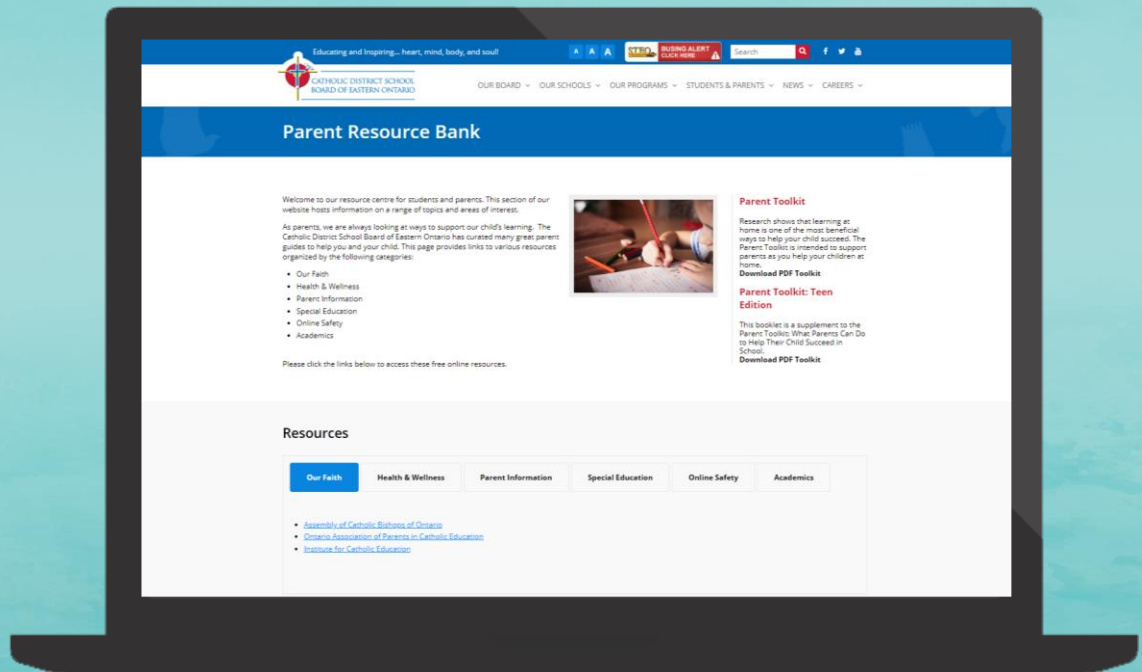 Educating and Inspiring... heart, mind, body, and soul!
A A A
STEO
BUSING ALERT
CLICK HERE
Search
CATHOLIC DISTRICT SCHOOL
BOARD OF EASTERN ONTARIO
OUR BOARD OUR SCHOOLS OUR PROGRAMS STUDENTS & PARENTS NEWS CAREERS
Parent Resource Bank
Welcome to our resource centre for students and parents. This section of our
website hosts information on a range of topics and areas of interest.
As parents, we are always looking at ways to support our child's learning. The
Catholic District School Board of Eastern Ontario has curated many great parent
guides to help you and your child. This page provides links to various resources
organized by the following categories:
• Our Faith
• Health & Wellness
• Parent Information
• Special Education
• Online Safety
• Academics
Please click the links below to access these free online resources.
Parent Toolkit
Research shows that learning at
home is one of the most beneficial
ways to help your child succeed. The
Parent Toolkit is intended to support
parents as you help your children at
home.
Download PDF Toolkit
Parent Toolkit: Teen
Edition
This booklet is a supplement to the
Parent Toolkit: What Parents Can Do
to Help Their Child Succeed in
School.
Download PDF Toolkit
Resources
Our Faith Health & Wellness Parent Information Special Education Online Safety Academics
• Assembly of Catholic Bishops of Ontario
• Ontario Association of Parents in Catholic Education
• Institute for Catholic Education